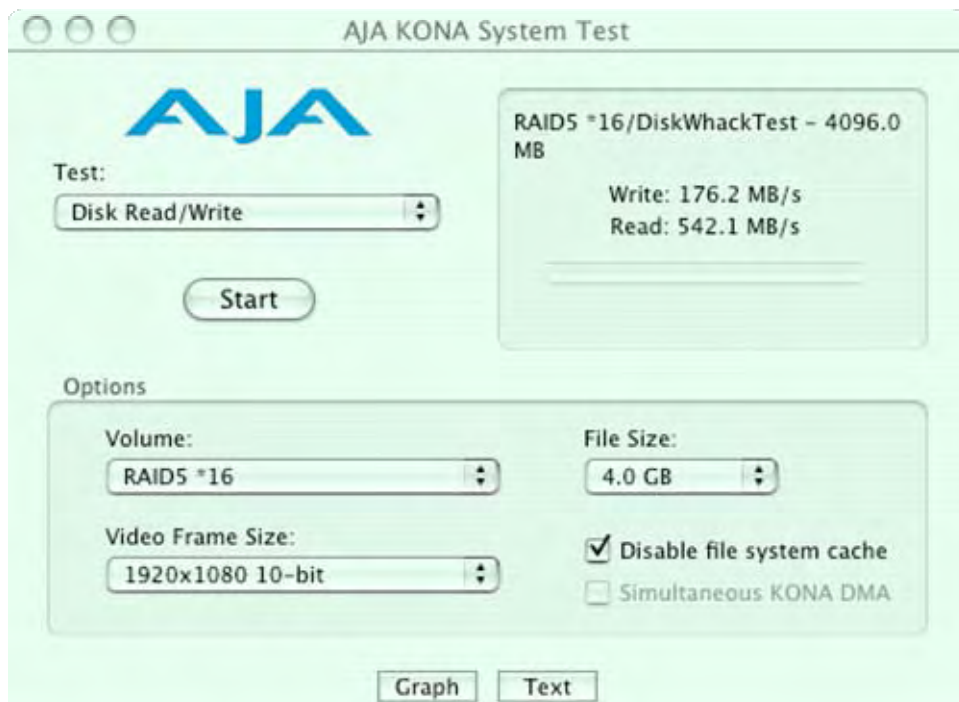 AJA KONA System Test
AJA
Test:
Disk Read/Write
Start
RAID5 *16/DiskWhackTest – 4096.0
MB
Write: 176.2 MB/s
Read: 542.1 MB/s
Options
Volume:
RAID5 *16
File Size:
4.0 GB
Video Frame Size:
1920x1080 10-bit
Disable file system cache
Simultaneous KONA DMA
Graph
Text